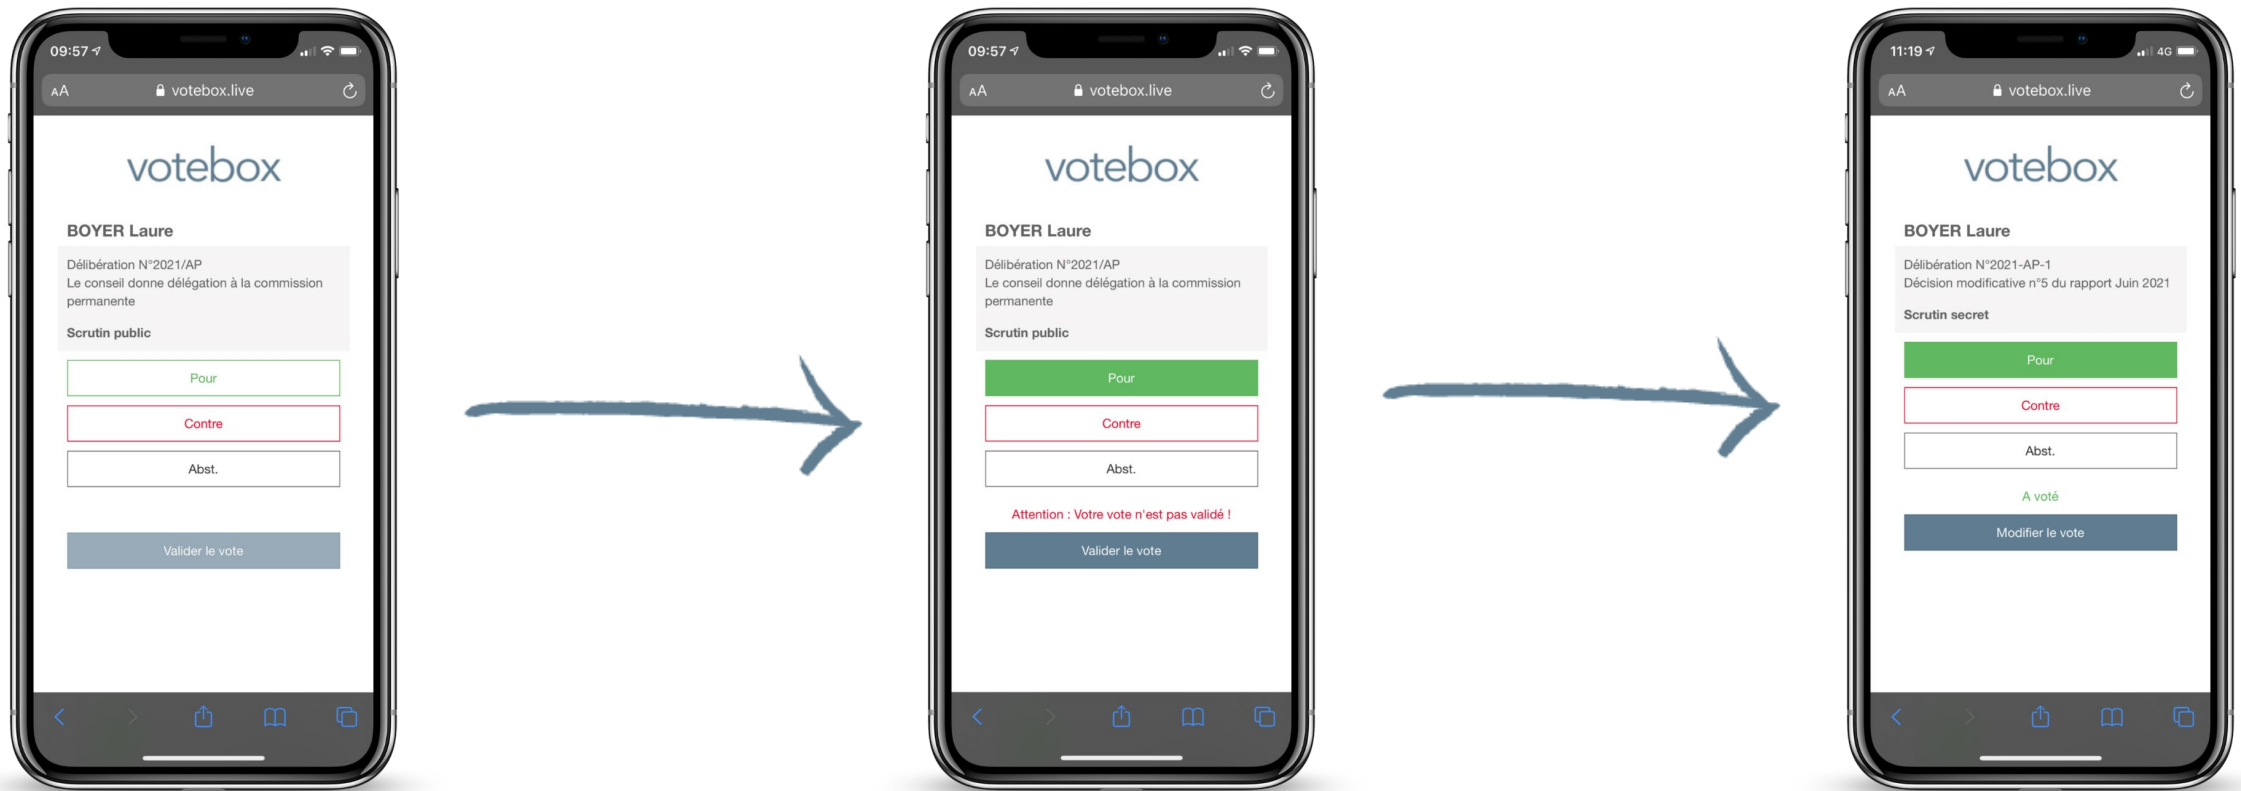 09:57
AA votebox.live
votebox
BOYER Laure
Délibération N°2021/AP
Le conseil donne délégation à la commission
permanente
Scrutin public
Pour
Contre
Abst.
Valider le vote
09:57
AA votebox.live
votebox
BOYER Laure
Délibération N°2021/AP
Le conseil donne délégation à la commission
permanente
Scrutin public
Pour
Contre
Abst.
Attention : Votre vote n'est pas validé !
Valider le vote
11:19 4G
AA votebox.live
votebox
BOYER Laure
Délibération N°2021-AP-1
Décision modificative n°5 du rapport Juin 2021
Scrutin secret
Pour
Contre
Abst.
A voté
Modifier le vote